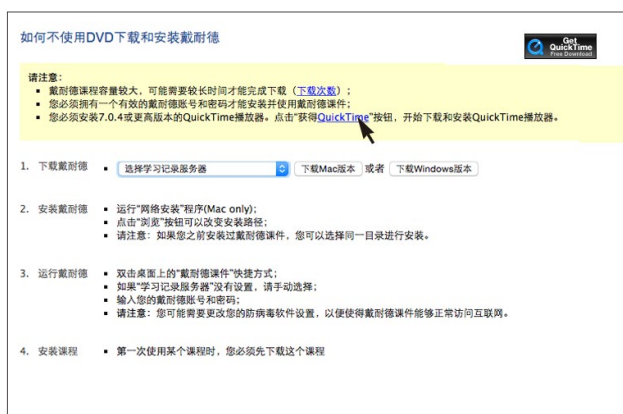 如何不使用DVD下载和安装戴耐德
Get
QuickTime
Free Download
请注意:
▪ 戴耐德课程容量较大，可能需要较长时间才能完成下载（下载次数）;
▪ 您必须拥有一个有效的戴耐德账号和密码才能安装并使用戴耐德课件;
▪ 您必须安装7.0.4或更高版本的QuickTime播放器。点击“获得QuickTime”按钮，开始下载和安装QuickTime播放器。
1. 下载戴耐德 ▪ 选择学习记录服务器 下载Mac版本 或者 下载Windows版本
2. 安装戴耐德 ▪ 运行“网络安装”程序(Mac only);
▪ 点击“浏览”按钮可以改变安装路径;
▪ 请注意: 如果您之前安装过戴耐德课件，您可以选择同一目录进行安装。
3. 运行戴耐德 ▪ 双击桌面上的“戴耐德课件”快捷方式;
▪ 如果“学习记录服务器”没有设置，请手动选择;
▪ 输入您的戴耐德账号和密码;
▪ 请注意: 您可能需要更改您的防病毒软件设置，以便使得戴耐德课件能够正常访问互联网。
4. 安装课程 ▪ 第一次使用某个课程时，您必须先下载这个课程